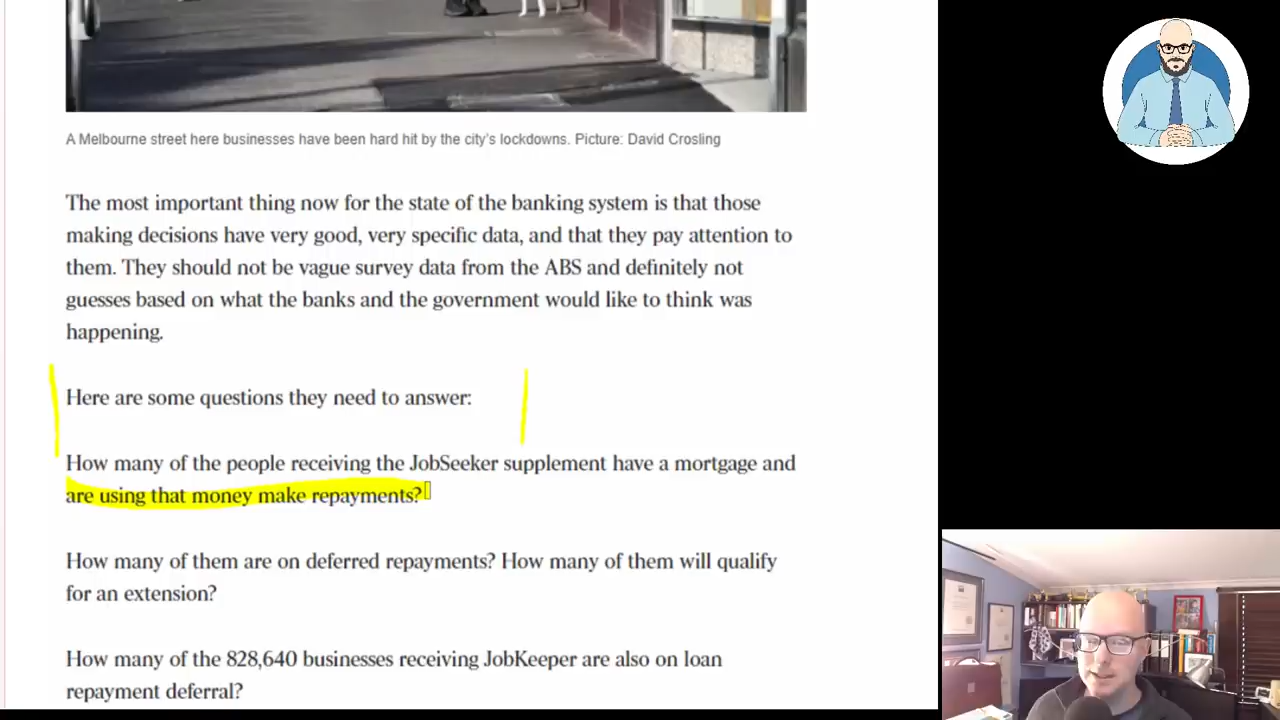 A Melbourne street here businesses have been hard hit by the city's lockdowns. Picture: David Crosling
The most important thing now for the state of the banking system is that those
making decisions have very good, very specific data, and that they pay attention to
them. They should not be vague survey data from the ABS and definitely not
guesses based on what the banks and the government would like to think was
happening.
Here are some questions they need to answer:
How many of the people receiving the JobSeeker supplement have a mortgage and
are using that money make repayments?
How many of them are on deferred repayments? How many of them will qualify
for an extension?
How many of the 828,640 businesses receiving JobKeeper are also on loan
repayment deferral?